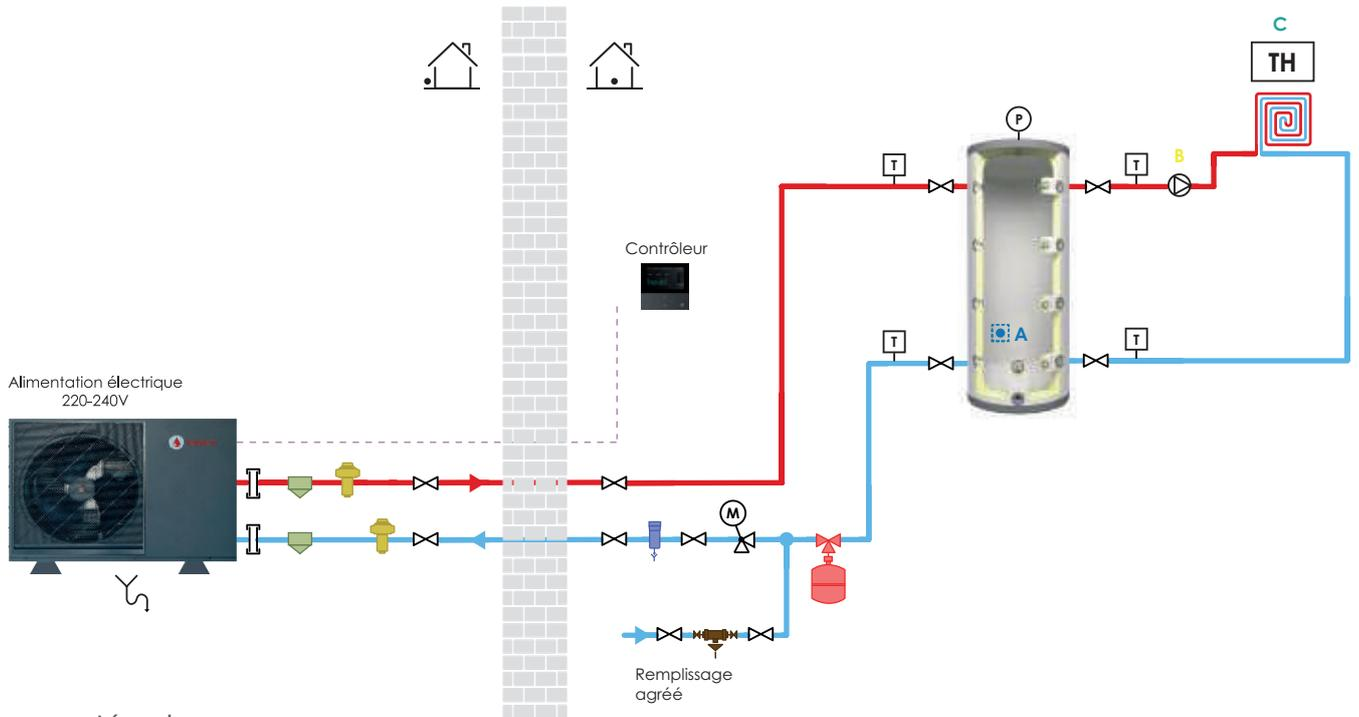 C
TH
P
T
T
B
Contrôleur
T
T
A
Alimentation électrique
220-240V
M
Remplissage
agréé